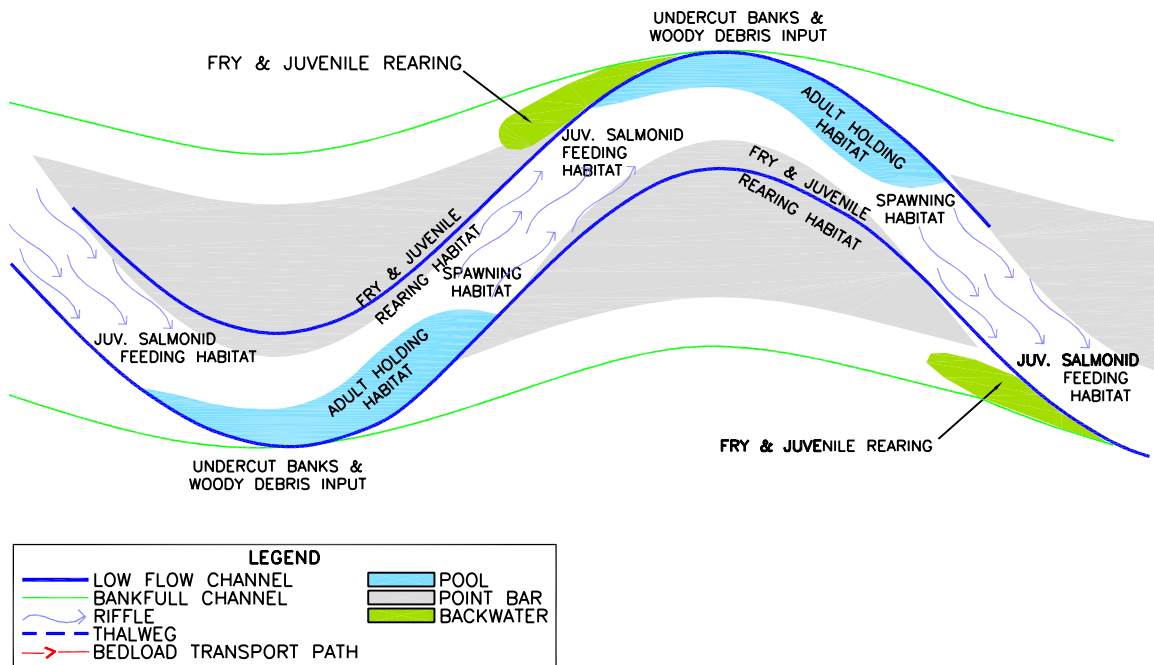 UNDERCUT BANKS &
WOODY DEBRIS INPUT
FRY & JUVENILE REARING
ADULT HOLDING
HABITAT
JUV. SALMONID
FEEDING
HABITAT
FRY & JUVENILE
REARING HABITAT
SPAWNING
HABITAT
FRY & JUVENILE
REARING HABITAT
SPAWNING
HABITAT
JUV. SALMONID
FEEDING HABITAT
ADULT HOLDING
HABITAT
JUV. SALMONID
FEEDING
HABITAT
FRY & JUVENILE REARING
UNDERCUT BANKS &
WOODY DEBRIS INPUT
LEGEND
LOW FLOW CHANNEL
BANKFULL CHANNEL
RIFFLE
THALWEG
BEDLOAD TRANSPORT PATH
POOL
POINT BAR
BACKWATER